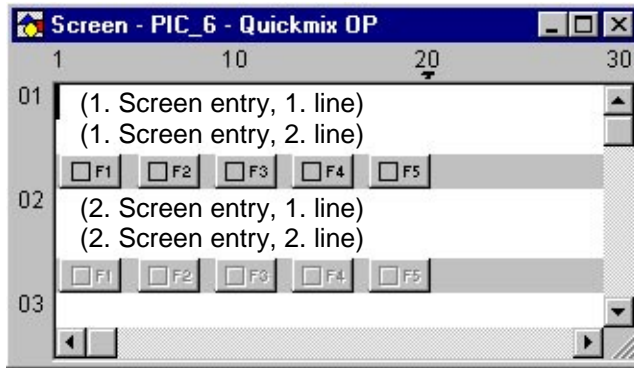 Screen - PIC_6 - Quickmix OP
1 10 20 30
01 (1. Screen entry, 1. line)
(1. Screen entry, 2. line)
F1 F2 F3 F4 F5
02 (2. Screen entry, 1. line)
(2. Screen entry, 2. line)
F1 F2 F3 F4 F5
03